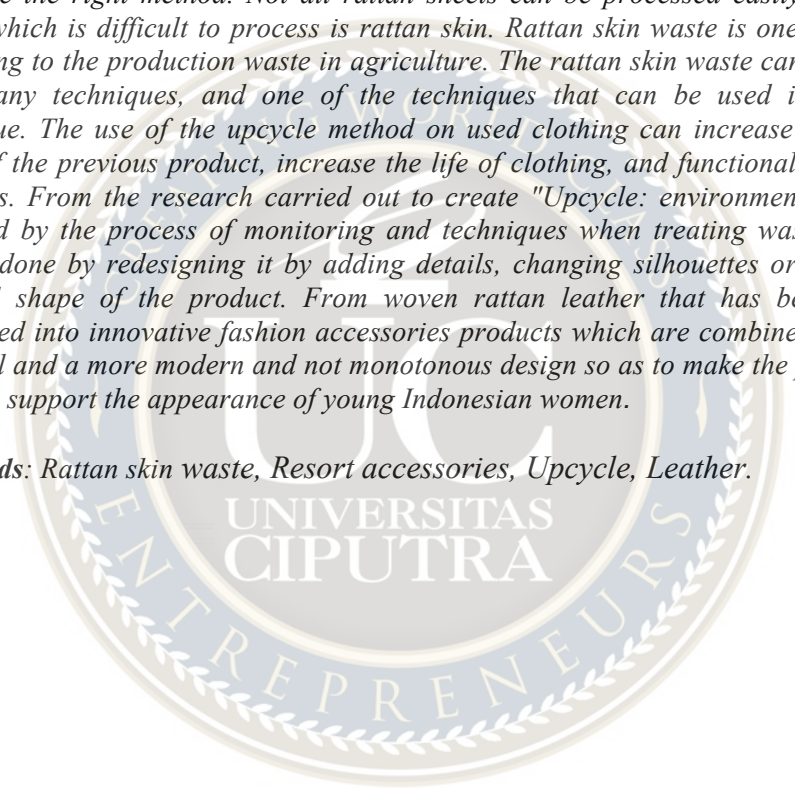 e the right method. Not all rattan sheets can be processed easily
which is difficult to process is rattan skin. Rattan skin waste is one
ng to the production waste in agriculture. The rattan skin waste can
any techniques, and one of the techniques that can be used i
ue. The use of the upcycle method on used clothing can increase
f the previous product, increase the life of clothing, and functional
s. From the research carried out to create "Upcycle: environmen
d by the process of monitoring and techniques when treating was
done by redesigning it by adding details, changing silhouettes or
l shape of the product. From woven rattan leather that has be
ed into innovative fashion accessories products which are combine
l and a more modern and not monotonous design so as to make the
support the appearance of young Indonesian women.
ds: Rattan skin waste, Resort accessories, Upcycle, Leather.
CREATING WORLD CLASS
UC
UNIVERSITAS
CIPUTRA
ENTREPRENEURS